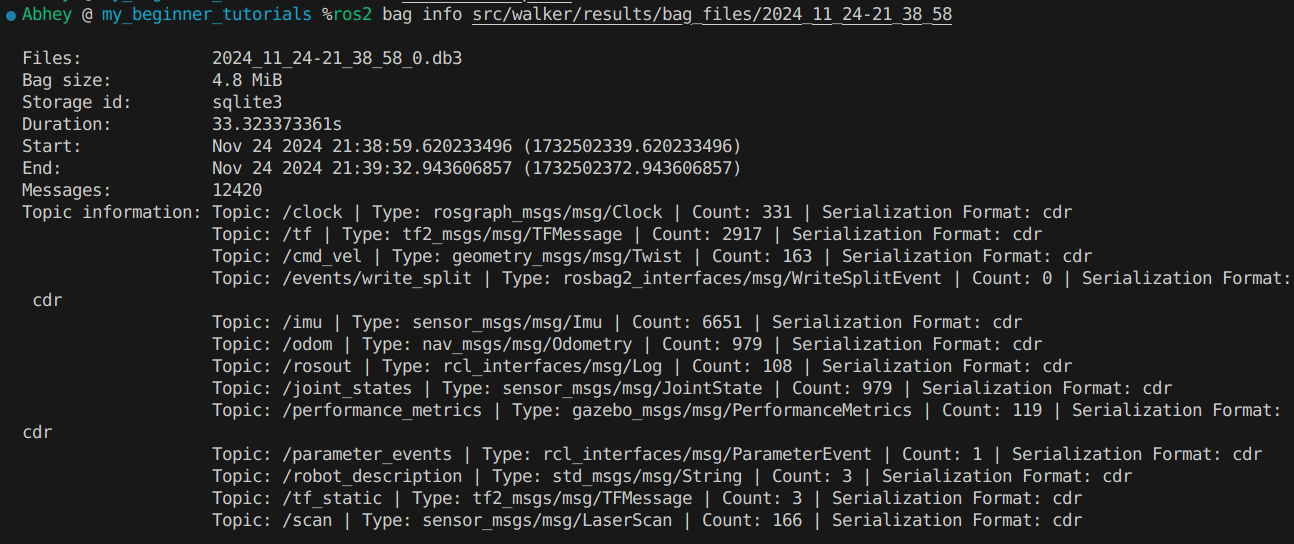 Abhey @ my_beginner_tutorials %ros2 bag info src/walker/results/bag_files/2024_11_24-21_38_58
Files: 2024_11_24-21_38_58_0.db3
Bag size: 4.8 MiB
Storage id: sqlite3
Duration: 33.323373361s
Start: Nov 24 2024 21:38:59.620233496 (1732502339.620233496)
End: Nov 24 2024 21:39:32.943606857 (1732502372.943606857)
Messages: 12420
Topic information: Topic: /clock | Type: rosgraph_msgs/msg/Clock | Count: 331 | Serialization Format: cdr
Topic: /tf | Type: tf2_msgs/msg/TFMessage | Count: 2917 | Serialization Format: cdr
Topic: /cmd_vel | Type: geometry_msgs/msg/Twist | Count: 163 | Serialization Format: cdr
Topic: /events/write_split | Type: rosbag2_interfaces/msg/WriteSplitEvent | Count: 0 | Serialization Format:
cdr
Topic: /imu | Type: sensor_msgs/msg/Imu | Count: 6651 | Serialization Format: cdr
Topic: /odom | Type: nav_msgs/msg/Odometry | Count: 979 | Serialization Format: cdr
Topic: /rosout | Type: rcl_interfaces/msg/Log | Count: 108 | Serialization Format: cdr
Topic: /joint_states | Type: sensor_msgs/msg/JointState | Count: 979 | Serialization Format: cdr
Topic: /performance_metrics | Type: gazebo_msgs/msg/PerformanceMetrics | Count: 119 | Serialization Format:
cdr
Topic: /parameter_events | Type: rcl_interfaces/msg/ParameterEvent | Count: 1 | Serialization Format: cdr
Topic: /robot_description | Type: std_msgs/msg/String | Count: 3 | Serialization Format: cdr
Topic: /tf_static | Type: tf2_msgs/msg/TFMessage | Count: 3 | Serialization Format: cdr
Topic: /scan | Type: sensor_msgs/msg/LaserScan | Count: 166 | Serialization Format: cdr